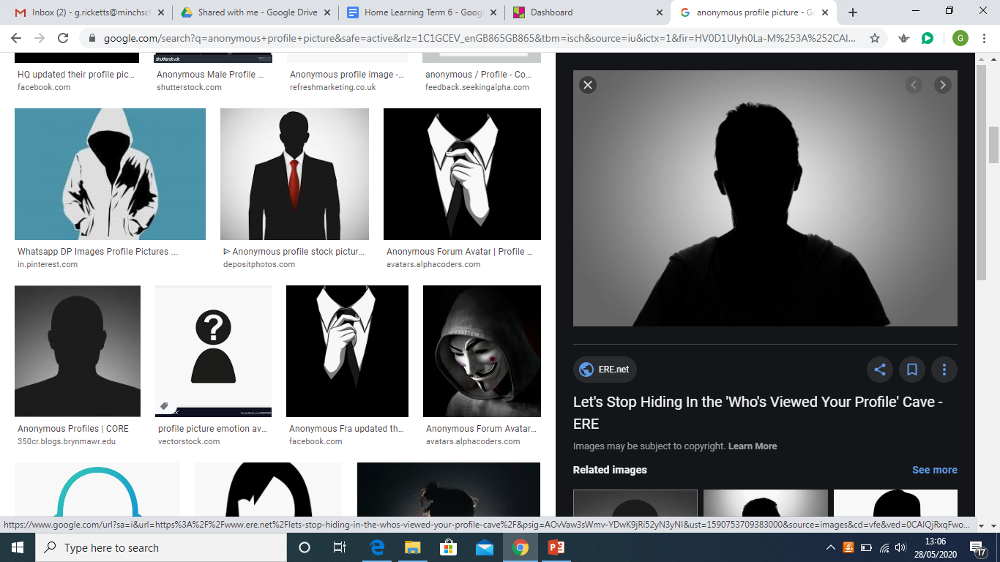 Inbox (2) - g.ricketts@minchsch
Shared with me - Google Drive
Home Learning Term 6 - Googl
Dashboard
anonymous profile picture - Go
google.com/search?q=anonymous+profile+picture&safe=active&rlz=1C1GCEV_enGB865GB865&tbm=isch&source=iu&ictx=1&fir=HV0D1UIyh0La-M%253A%252CAI...
G
shutterstock
HQ updated their profile pic...
facebook.com
Anonymous Male Profile ...
shutterstock.com
Anonymous profile image -...
refreshmarketing.co.uk
anonymous / Profile - Co...
feedback.seekingalpha.com
Whatsapp DP Images Profile Pictures ...
in.pinterest.com
ᐅ Anonymous profile stock pictur...
depositphotos.com
Anonymous Forum Avatar | Profile ...
avatars.alphacoders.com
?
Anonymous Profiles | CORE
350cr.blogs.brynmawr.edu
profile picture emotion av...
vectorstock.com
Anonymous Fra updated th...
facebook.com
Anonymous Forum Avatar...
avatars.alphacoders.com
ERE.net
Let's Stop Hiding In the 'Who's Viewed Your Profile' Cave -
ERE
Images may be subject to copyright. Learn More
Related images
See more
https://www.google.com/url?sa=i&url=https%3A%2F%2Fwww.ere.net%2Flets-stop-hiding-in-the-whos-viewed-your-profile-cave%2F&psig=AOvVaw3sWmv-YDwK9jRi52yN3yNI&ust=1590753709383000&source=images&cd=vfe&ved=0CAIQjRxqFwo...
Type here to search
13:06
28/05/2020
17